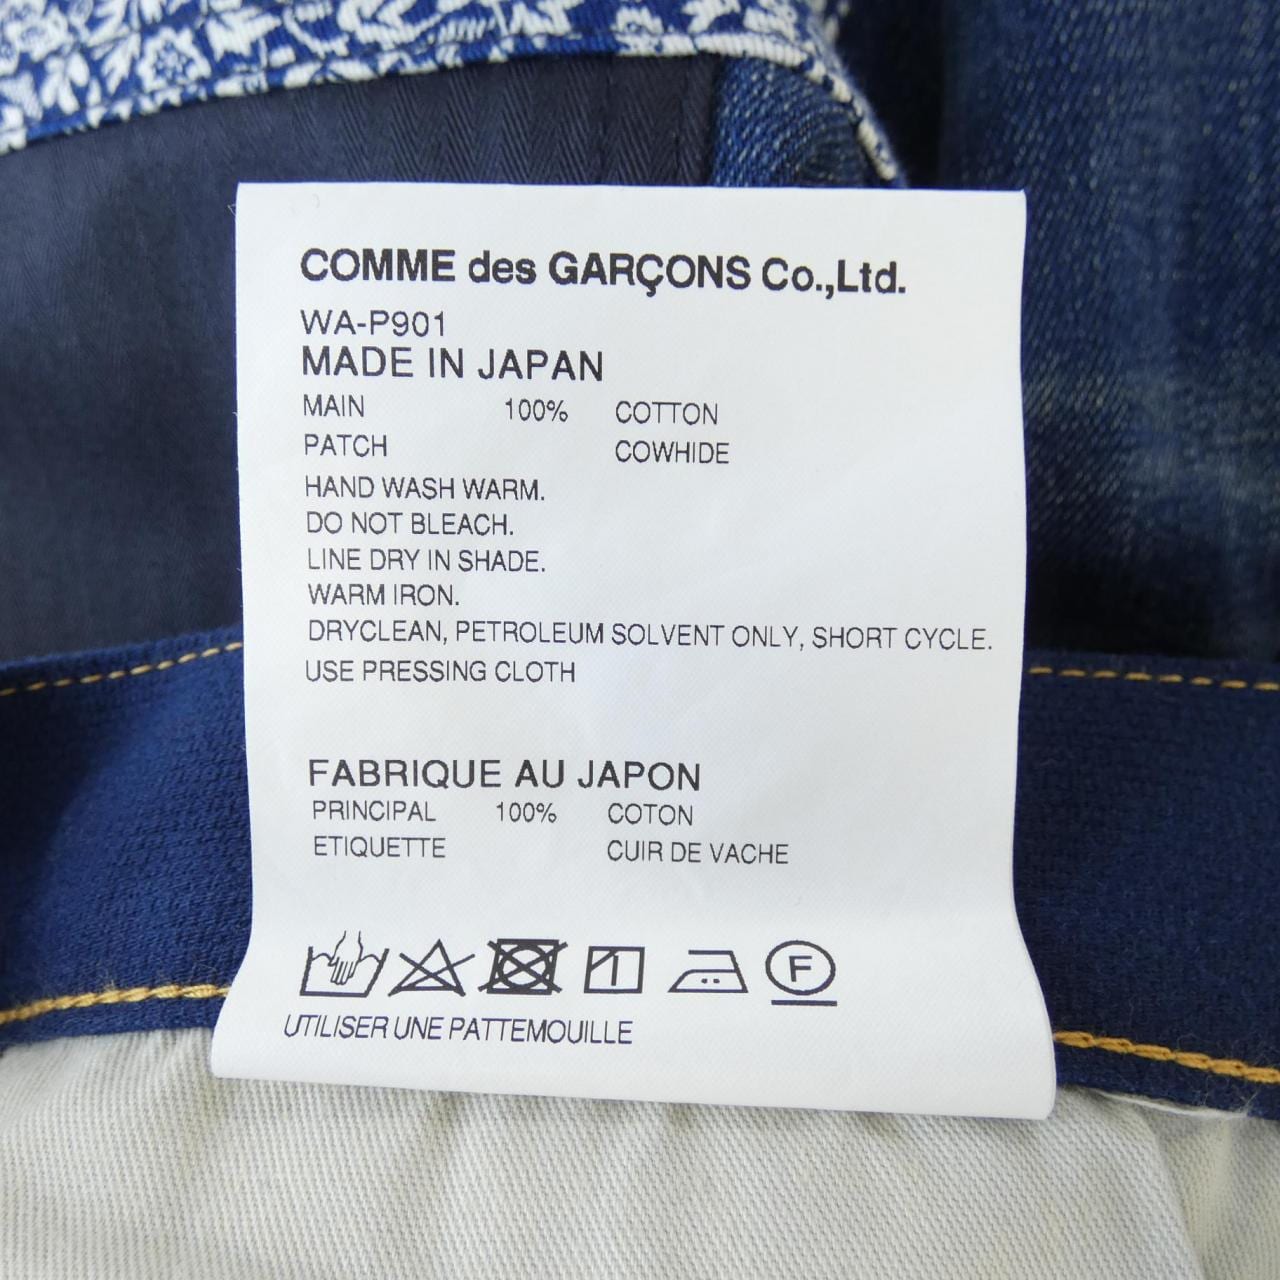 COMME des GARÇONS Co.,Ltd.
WA-P901
MADE IN JAPAN
MAIN 100% COTTON
PATCH COWHIDE
HAND WASH WARM.
DO NOT BLEACH.
LINE DRY IN SHADE.
WARM IRON.
DRYCLEAN, PETROLEUM SOLVENT ONLY, SHORT CYCLE.
USE PRESSING CLOTH
FABRIQUE AU JAPON
PRINCIPAL 100% COTON
ETIQUETTE CUIR DE VACHE
F
UTILISER UNE PATTEMOUILLE